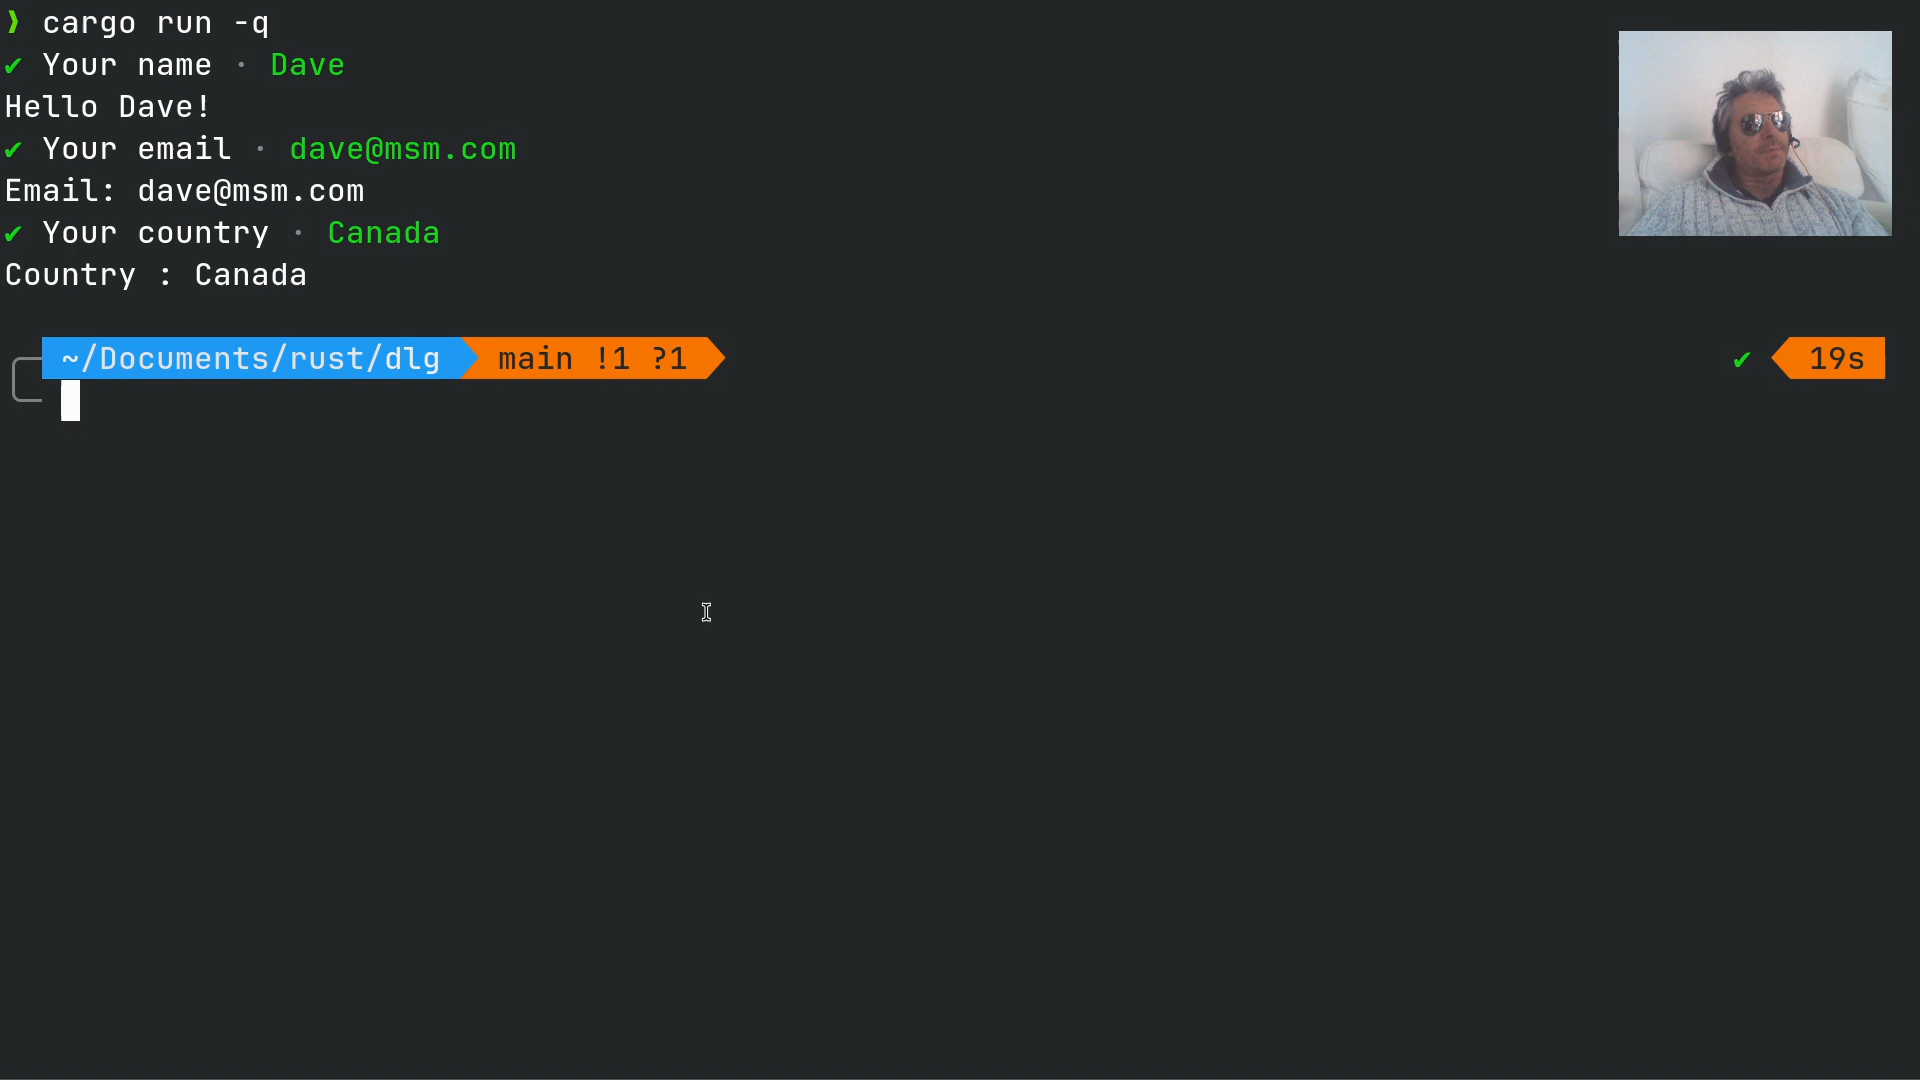 ❱ cargo run -q
✔ Your name · Dave
Hello Dave!
✔ Your email · dave@msm.com
Email: dave@msm.com
✔ Your country · Canada
Country : Canada
~/Documents/rust/dlg main !1 ?1 ✔ 19s